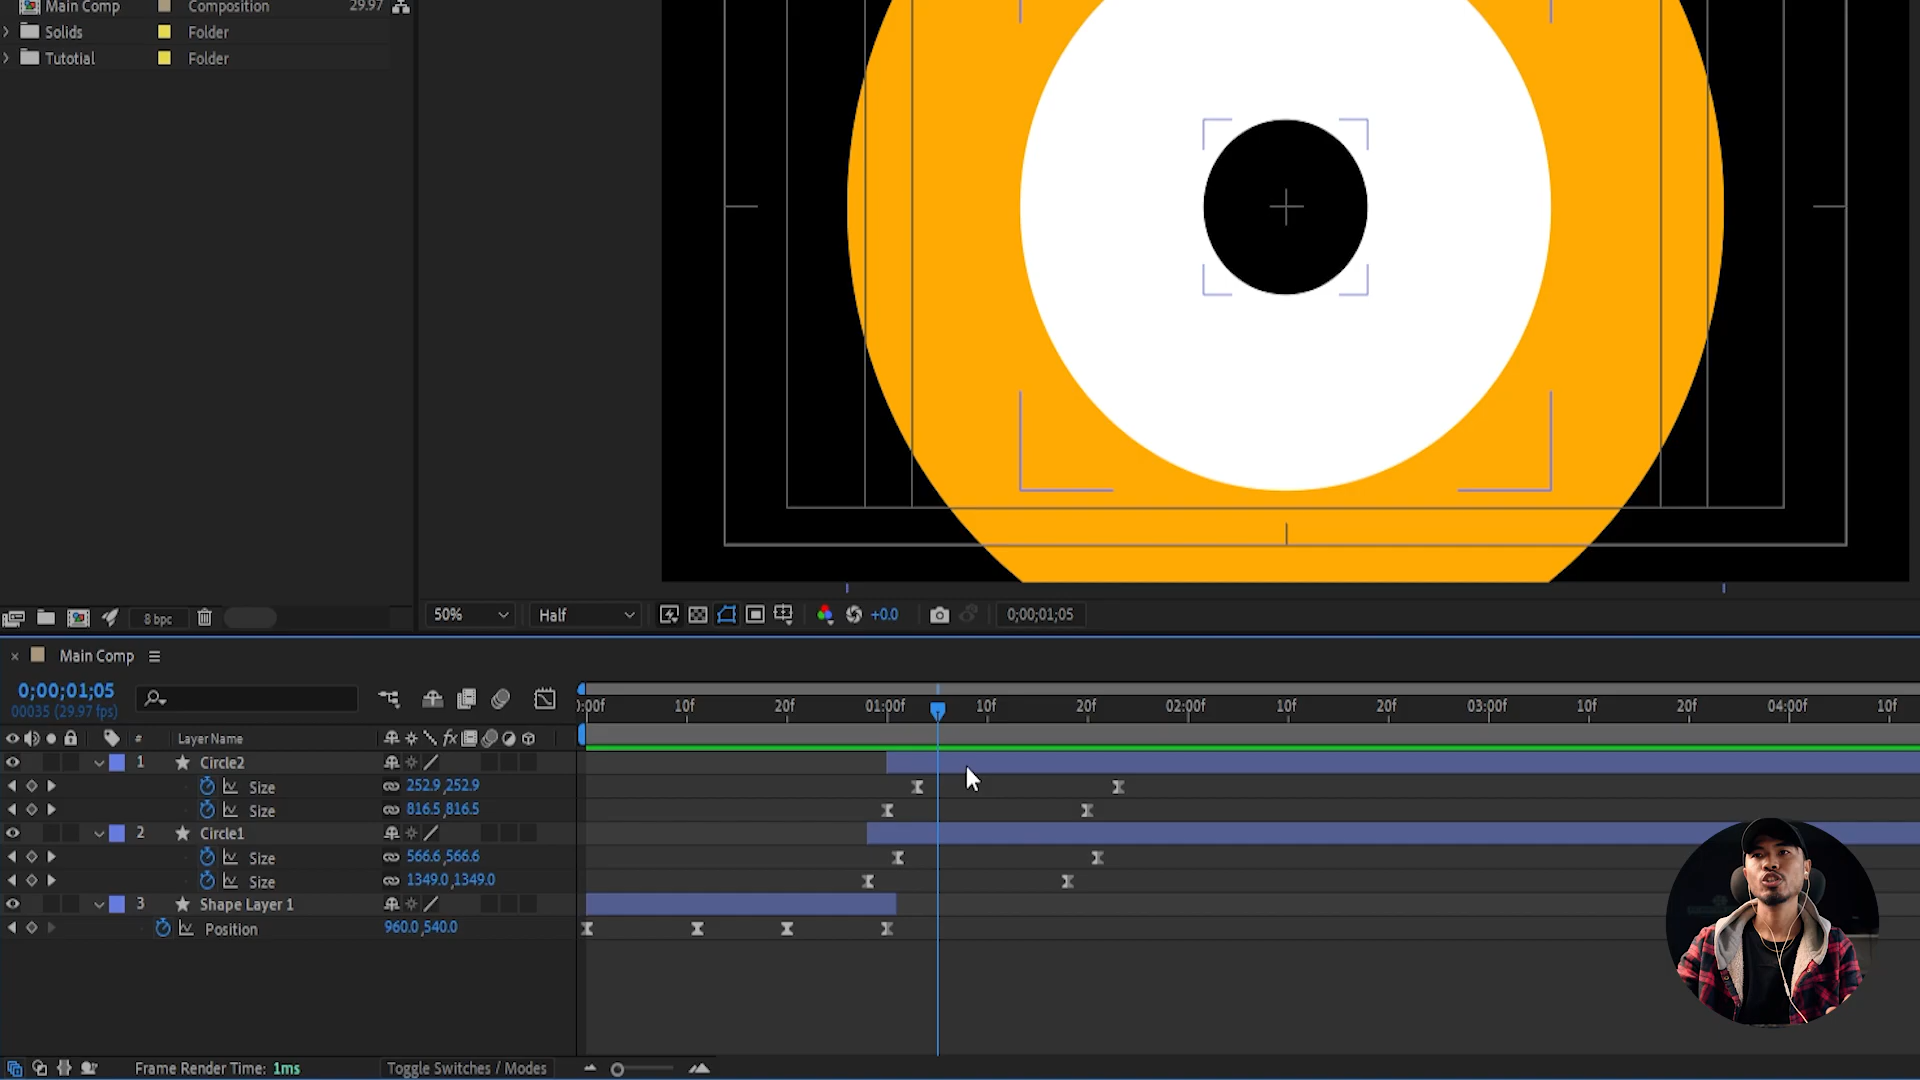 Main Comp Composition 29.97
Solids Folder
Tutotial Folder
8 bpc
50% Half +0.0 0;00;01;05
Main Comp
0;00;01;05
00035 (29.97 fps)
):00f 10f 20f 01:00f 10f 20f 02:00f 10f 20f 03:00f 10f 20f 04:00f 10f
# Layer Name fx
1 Circle2
Size 252.9,252.9
Size 816.5,816.5
2 Circle1
Size 566.6,566.6
Size 1349.0,1349.0
3 Shape Layer 1
Position 960.0,540.0
Frame Render Time: 1ms Toggle Switches / Modes